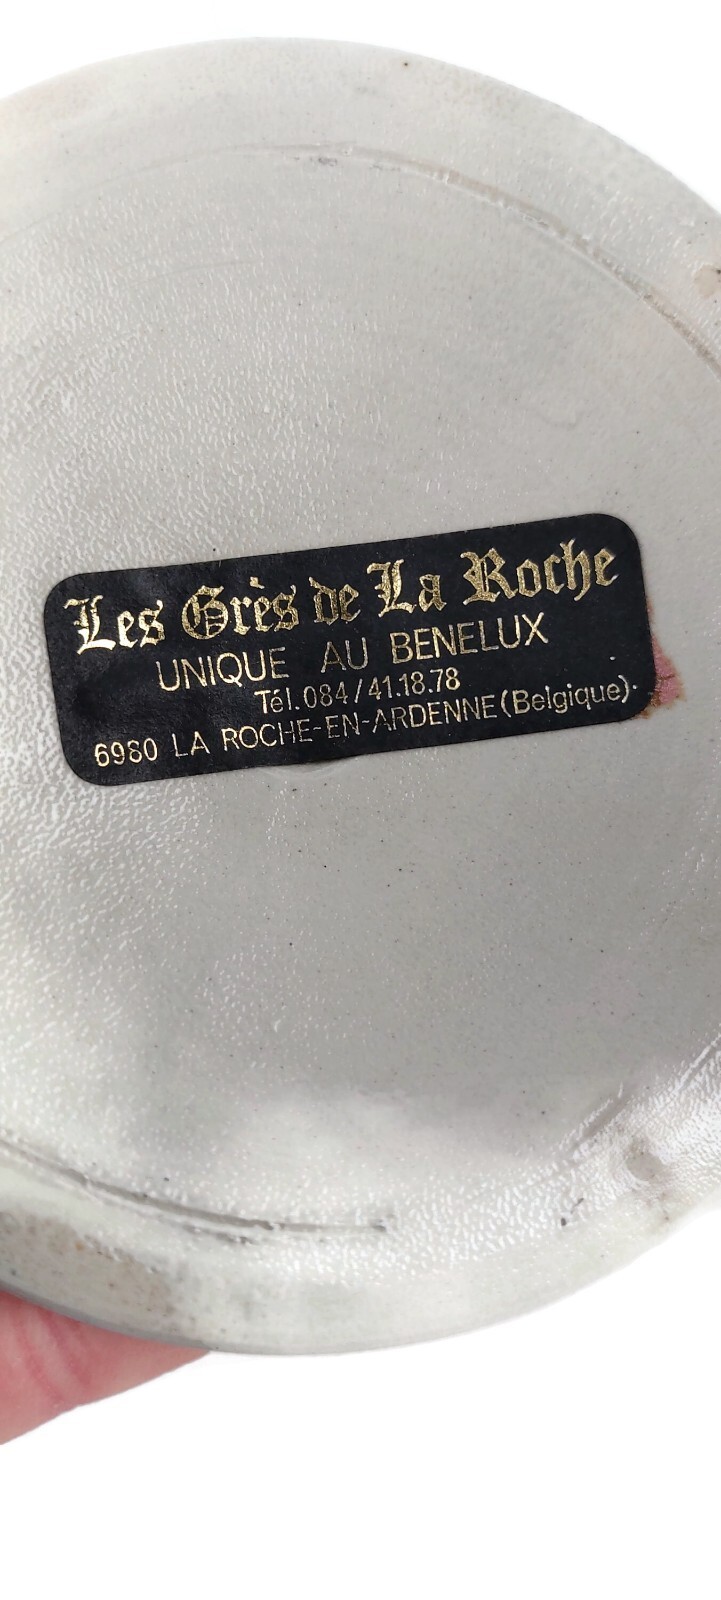 Les Grès de La Roche
UNIQUE AU BENELUX
Tél. 084/41.18.78
6980 LA ROCHE-EN-ARDENNE (Belgique).